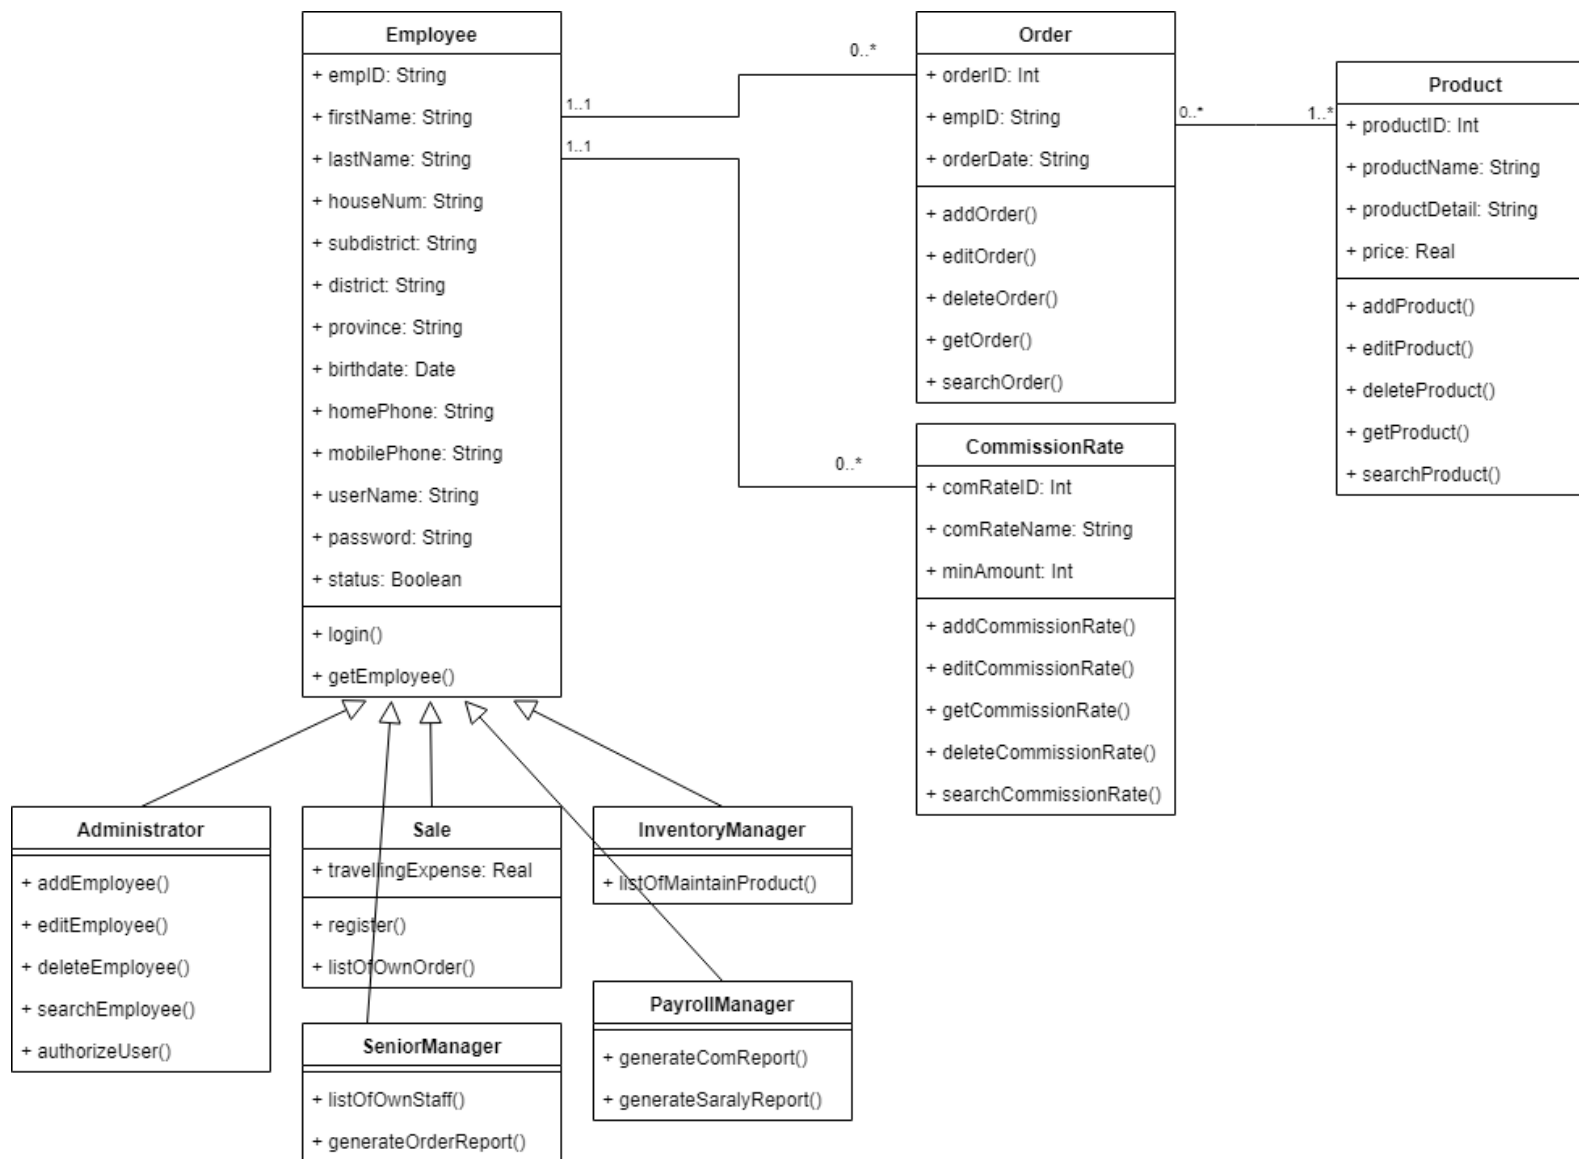 Employee
+ empID: String
+ firstName: String
+ lastName: String
+ houseNum: String
+ subdistrict: String
+ district: String
+ province: String
+ birthdate: Date
+ homePhone: String
+ mobilePhone: String
+ userName: String
+ password: String
+ status: Boolean
+ login()
+ getEmployee()
1..1
0..*
1..1
0..*
Order
+ orderID: Int
+ empID: String
+ orderDate: String
+ addOrder()
+ editOrder()
+ deleteOrder()
+ getOrder()
+ searchOrder()
0..*
1..*
Product
+ productID: Int
+ productName: String
+ productDetail: String
+ price: Real
+ addProduct()
+ editProduct()
+ deleteProduct()
+ getProduct()
+ searchProduct()
CommissionRate
+ comRateID: Int
+ comRateName: String
+ minAmount: Int
+ addCommissionRate()
+ editCommissionRate()
+ getCommissionRate()
+ deleteCommissionRate()
+ searchCommissionRate()
Administrator
+ addEmployee()
+ editEmployee()
+ deleteEmployee()
+ searchEmployee()
+ authorizeUser()
Sale
+ travellingExpense: Real
+ register()
+ listOfOwnOrder()
InventoryManager
+ listOfMaintainProduct()
SeniorManager
+ listOfOwnStaff()
+ generateOrderReport()
PayrollManager
+ generateComReport()
+ generateSaralyReport()